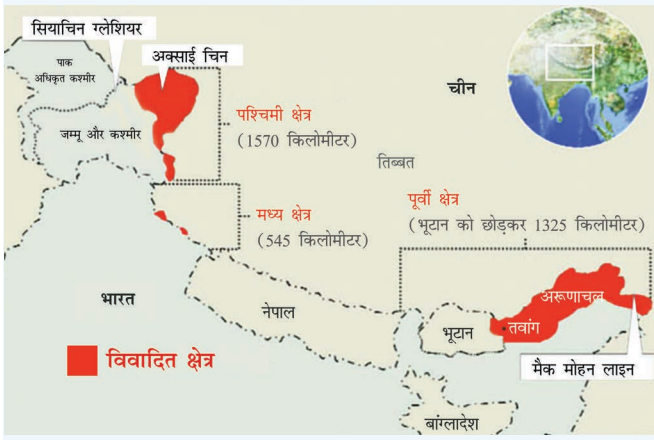 सियाचिन ग्लेशियर
अक्साई चिन
पाक
अधिकृत कश्मीर
चीन
पश्चिमी क्षेत्र
(1570 किलोमीटर)
जम्मू और कश्मीर
तिब्बत
पूर्वी क्षेत्र
(भूटान को छोड़कर 1325 किलोमीटर)
मध्य क्षेत्र
(545 किलोमीटर)
भारत
नेपाल
अरूणाचल
तवांग
भूटान
विवादित क्षेत्र
मैक मोहन लाइन
बांग्लादेश